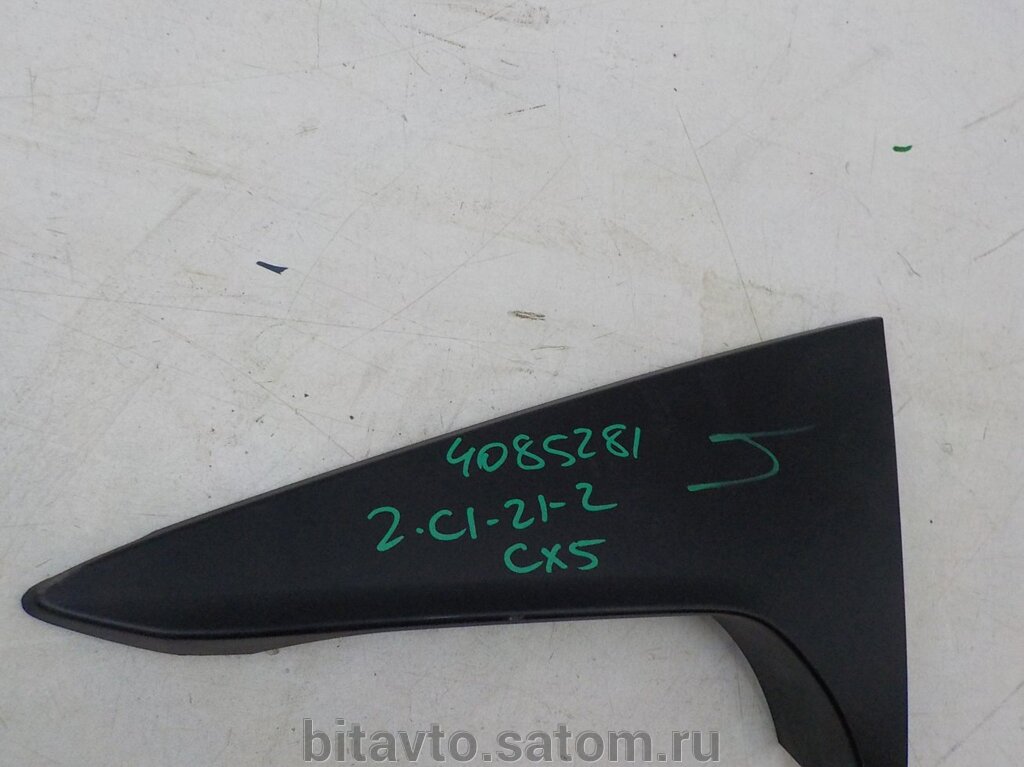 4085281
2·C1-21-2
CX5
J
bitavto.satom.ru